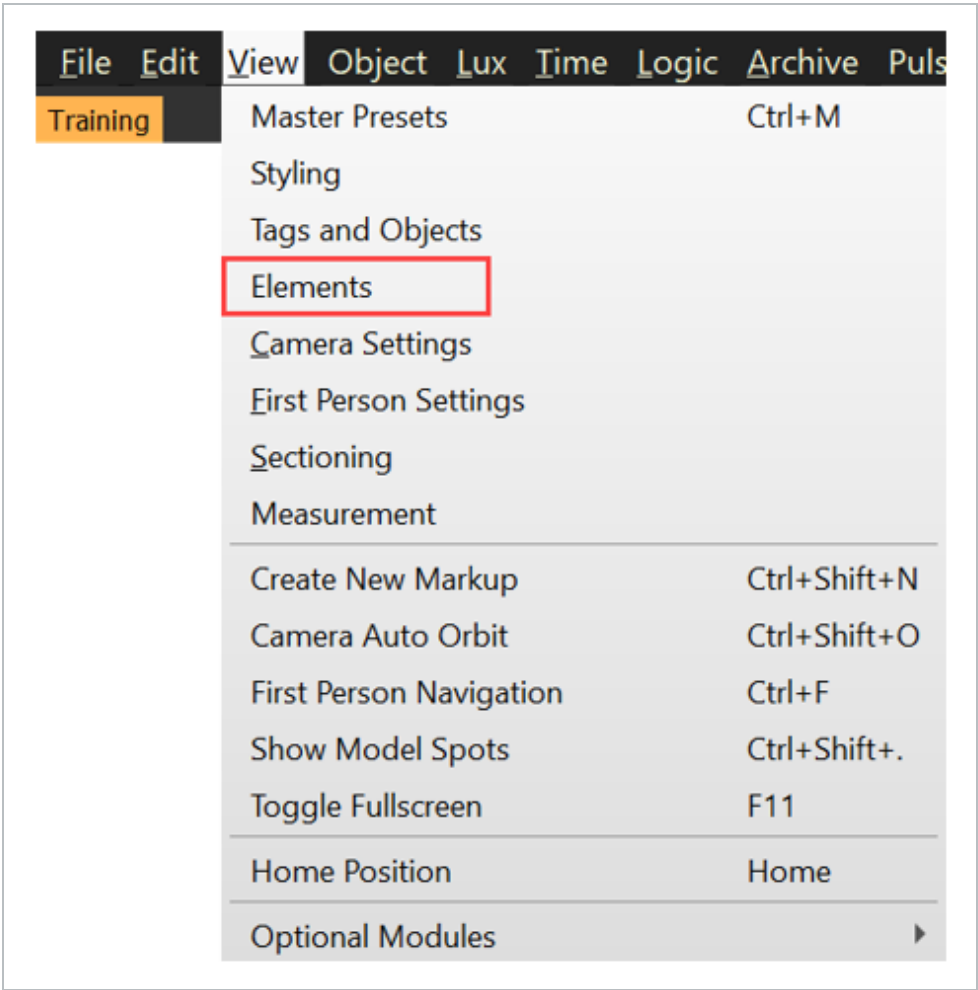 File Edit View Object Lux Time Logic Archive Puls
Training
Master Presets Ctrl+M
Styling
Tags and Objects
Elements
Camera Settings
First Person Settings
Sectioning
Measurement
Create New Markup Ctrl+Shift+N
Camera Auto Orbit Ctrl+Shift+O
First Person Navigation Ctrl+F
Show Model Spots Ctrl+Shift+.
Toggle Fullscreen F11
Home Position Home
Optional Modules